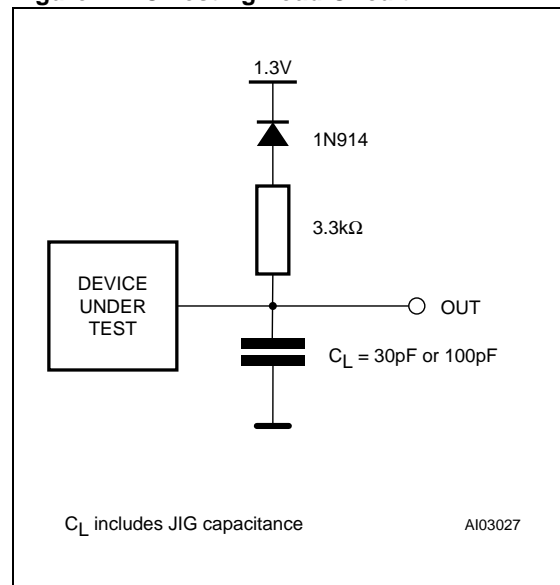 1.3V
1N914
3.3kΩ
DEVICE
UNDER
TEST
OUT
CL = 30pF or 100pF
CL includes JIG capacitance
AI03027